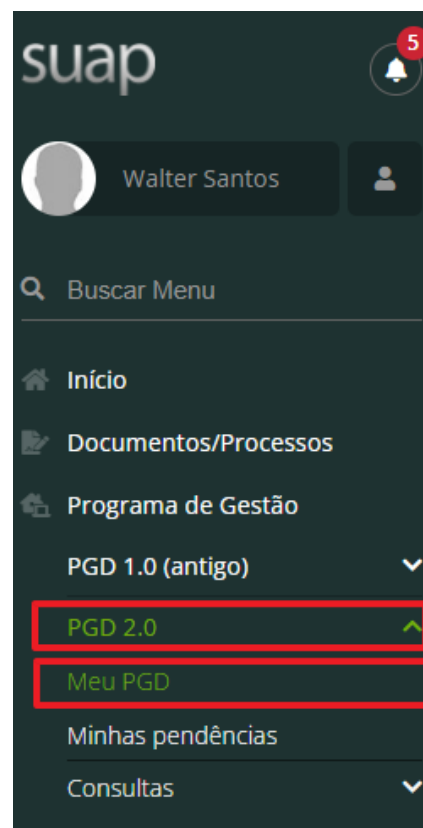 suap
5
Walter Santos
Buscar Menu
Início
Documentos/Processos
Programa de Gestão
PGD 1.0 (antigo)
PGD 2.0
Meu PGD
Minhas pendências
Consultas